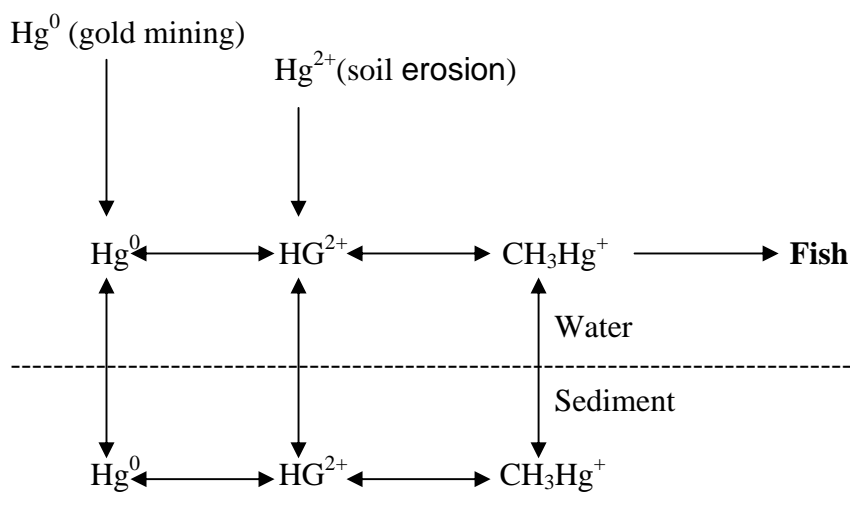 Hg⁰ (gold mining)
Hg²⁺(soil erosion)
Hg⁰ HG²⁺ CH₃Hg⁺ Fish
Water
Sediment
Hg⁰ HG²⁺ CH₃Hg⁺